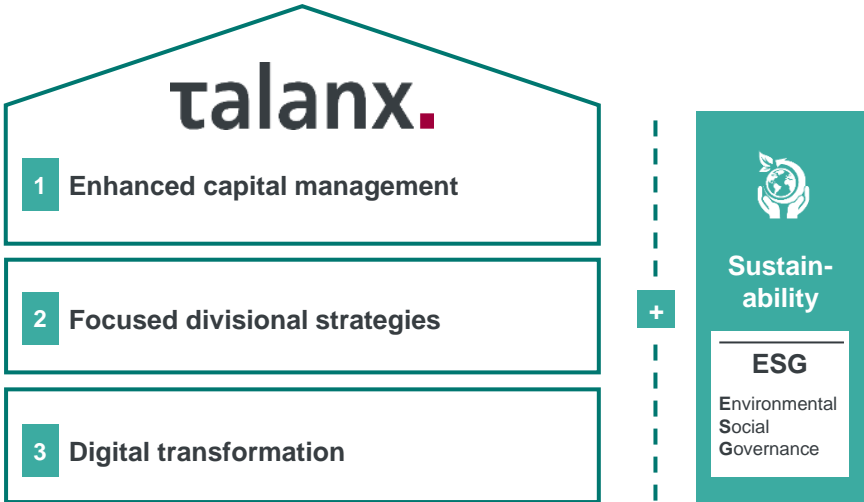 talanx.
1 Enhanced capital management
2 Focused divisional strategies
3 Digital transformation
+
Sustain-
ability
ESG
Environmental
Social
Governance